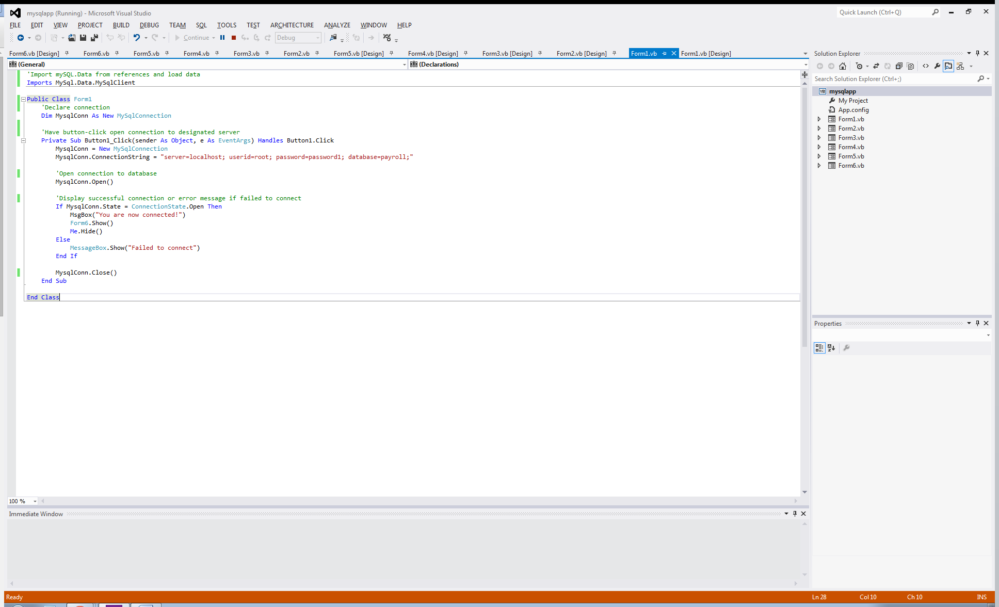 mysqlapp (Running) - Microsoft Visual Studio
Quick Launch (Ctrl+Q)
FILE EDIT VIEW PROJECT BUILD DEBUG TEAM SQL TOOLS TEST ARCHITECTURE ANALYZE WINDOW HELP
Continue Debug
Form6.vb [Design] Form6.vb Form5.vb Form4.vb Form3.vb Form2.vb Form5.vb [Design] Form4.vb [Design] Form3.vb [Design] Form2.vb [Design] Form1.vb Form1.vb [Design]
(General) (Declarations)
'Import mySQL.Data from references and load data
Imports MySql.Data.MySqlClient
Public Class Form1
'Declare connection
Dim MysqlConn As New MySqlConnection
'Have button-click open connection to designated server
Private Sub Button1_Click(sender As Object, e As EventArgs) Handles Button1.Click
MysqlConn = New MySqlConnection
MysqlConn.ConnectionString = "server=localhost; userid=root; password=password1; database=payroll;"
'Open connection to database
MysqlConn.Open()
'Display successful connection or error message if failed to connect
If MysqlConn.State = ConnectionState.Open Then
MsgBox("You are now connected!")
Form6.Show()
Me.Hide()
Else
MessageBox.Show("Failed to connect")
End If
MysqlConn.Close()
End Sub
End Class
100 %
Immediate Window
Solution Explorer
Search Solution Explorer (Ctrl+;)
VB mysqlapp
My Project
App.config
Form1.vb
Form2.vb
Form3.vb
Form4.vb
Form5.vb
Form6.vb
Properties
Ready Ln 28 Col 10 Ch 10 INS